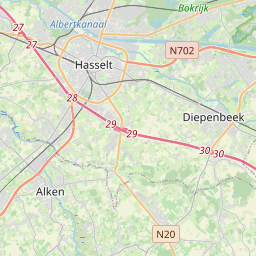 Bokrijk
Albertkanaal
27
27
N702
Hasselt
28
Diepenbeek
29
29
30
30
Alken
N20